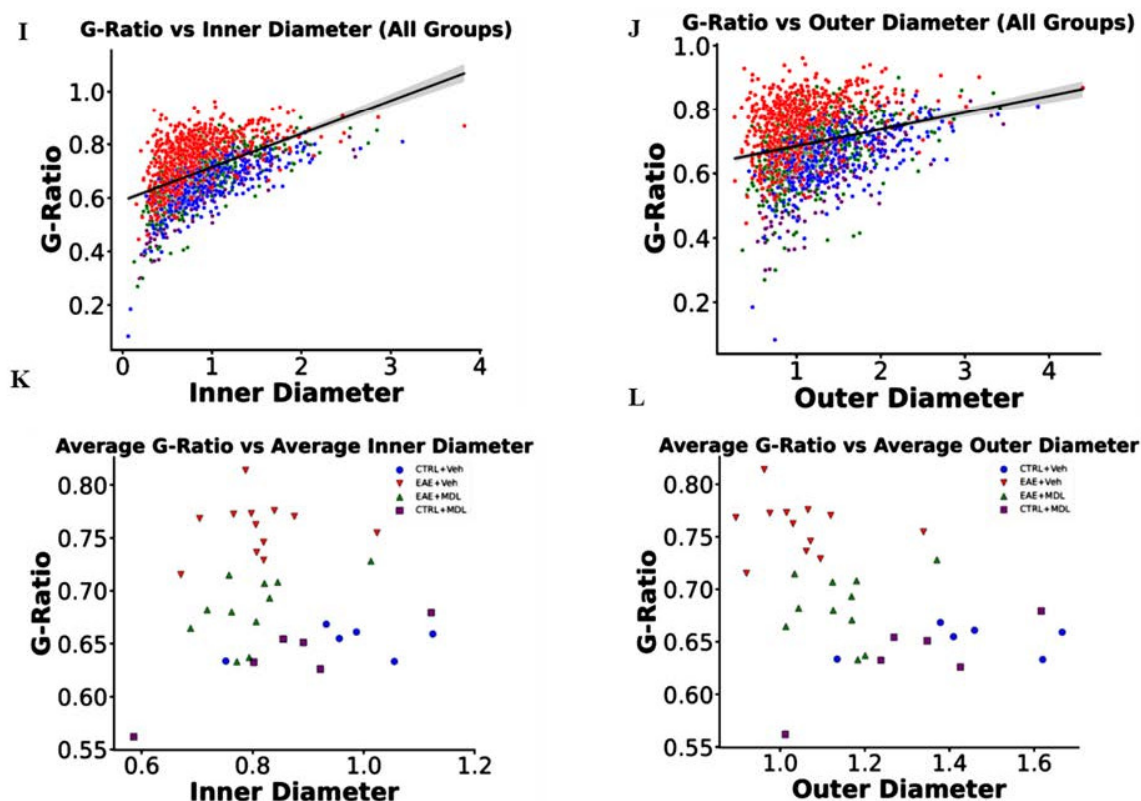 I
G-Ratio vs Inner Diameter (All Groups)
G-Ratio
1.0
0.8
0.6
0.4
0.2
0 1 2 3 4
Inner Diameter
J
G-Ratio vs Outer Diameter (All Groups)
G-Ratio
1.0
0.8
0.6
0.4
0.2
1 2 3 4
Outer Diameter
K
Average G-Ratio vs Average Inner Diameter
CTRL+Veh
EAE+Veh
EAE+MDL
CTRL+MDL
G-Ratio
0.80
0.75
0.70
0.65
0.60
0.55
0.6 0.8 1.0 1.2
Inner Diameter
L
Average G-Ratio vs Average Outer Diameter
CTRL+Veh
EAE+Veh
EAE+MDL
CTRL+MDL
G-Ratio
0.80
0.75
0.70
0.65
0.60
0.55
1.0 1.2 1.4 1.6
Outer Diameter